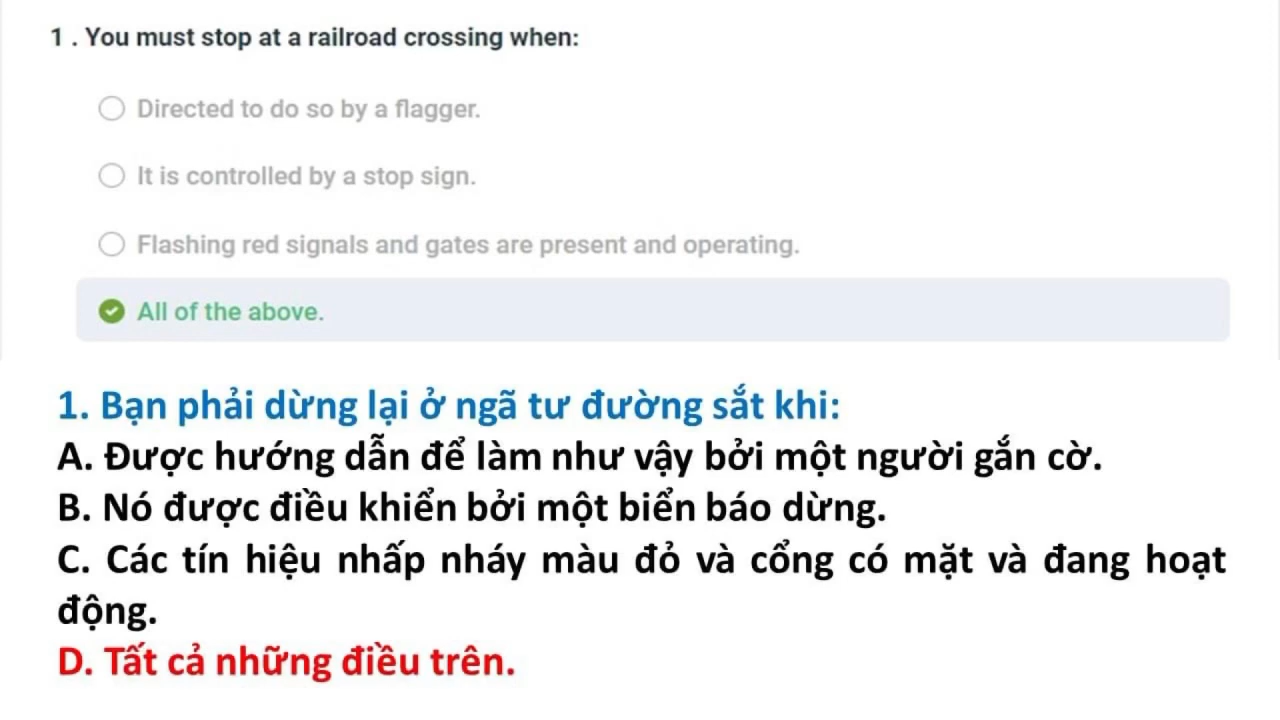 1 . You must stop at a railroad crossing when:
Directed to do so by a flagger.
It is controlled by a stop sign.
Flashing red signals and gates are present and operating.
All of the above.
1. Bạn phải dừng lại ở ngã tư đường sắt khi:
A. Được hướng dẫn để làm như vậy bởi một người gắn cờ.
B. Nó được điều khiển bởi một biển báo dừng.
C. Các tín hiệu nhấp nháy màu đỏ và cổng có mặt và đang hoạt
động.
D. Tất cả những điều trên.